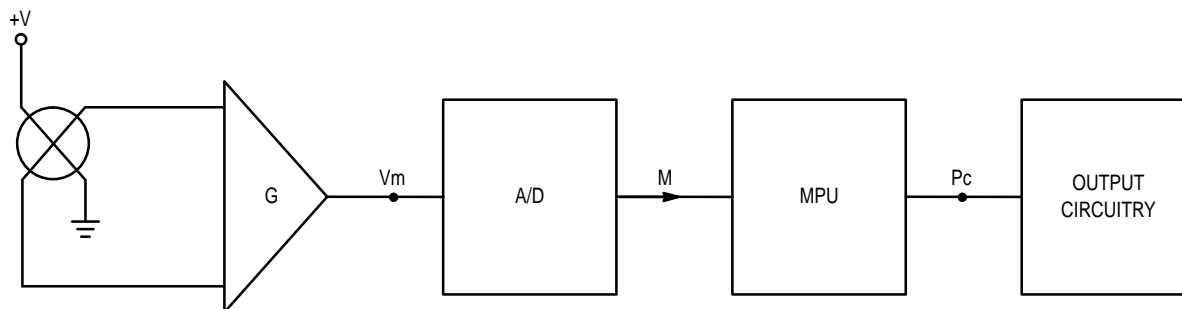 +V
G
Vm
A/D
M
MPU
Pc
OUTPUT
CIRCUITRY